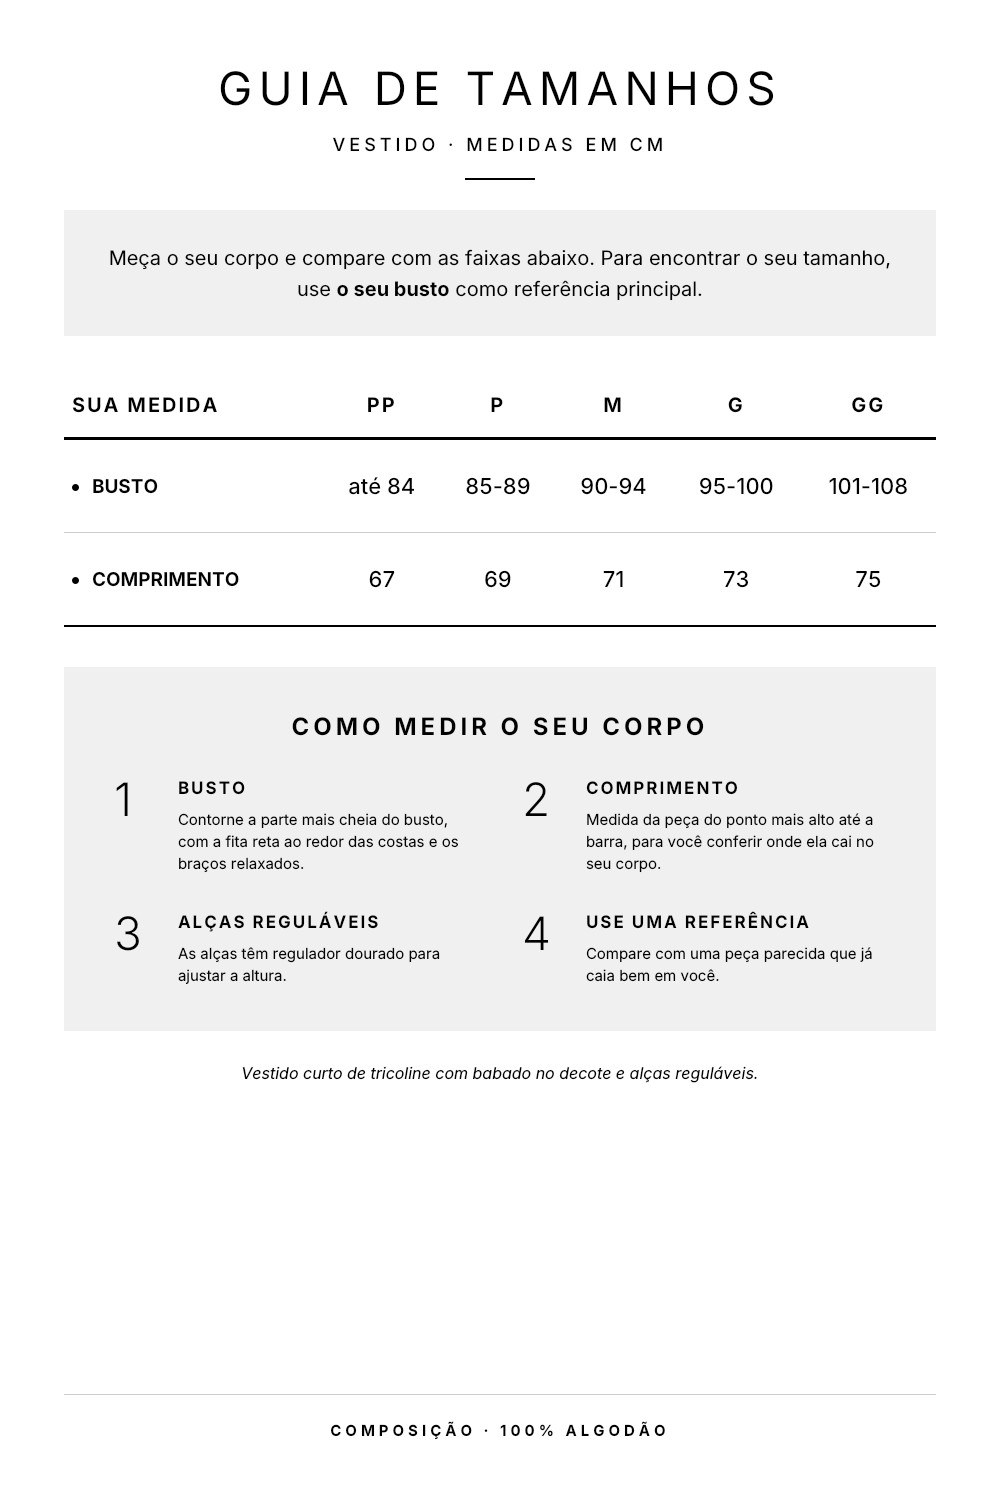 GUIA DE TAMANHOS
VESTIDO · MEDIDAS EM CM
Meça o seu corpo e compare com as faixas abaixo. Para encontrar o seu tamanho,
use o seu busto como referência principal.
SUA MEDIDA PP P M G GG
• BUSTO até 84 85-89 90-94 95-100 101-108
• COMPRIMENTO 67 69 71 73 75
COMO MEDIR O SEU CORPO
1 BUSTO
Contorne a parte mais cheia do busto,
com a fita reta ao redor das costas e os
braços relaxados.
2 COMPRIMENTO
Medida da peça do ponto mais alto até a
barra, para você conferir onde ela cai no
seu corpo.
3 ALÇAS REGULÁVEIS
As alças têm regulador dourado para
ajustar a altura.
4 USE UMA REFERÊNCIA
Compare com uma peça parecida que já
caia bem em você.
Vestido curto de tricoline com babado no decote e alças reguláveis.
COMPOSIÇÃO · 100% ALGODÃO